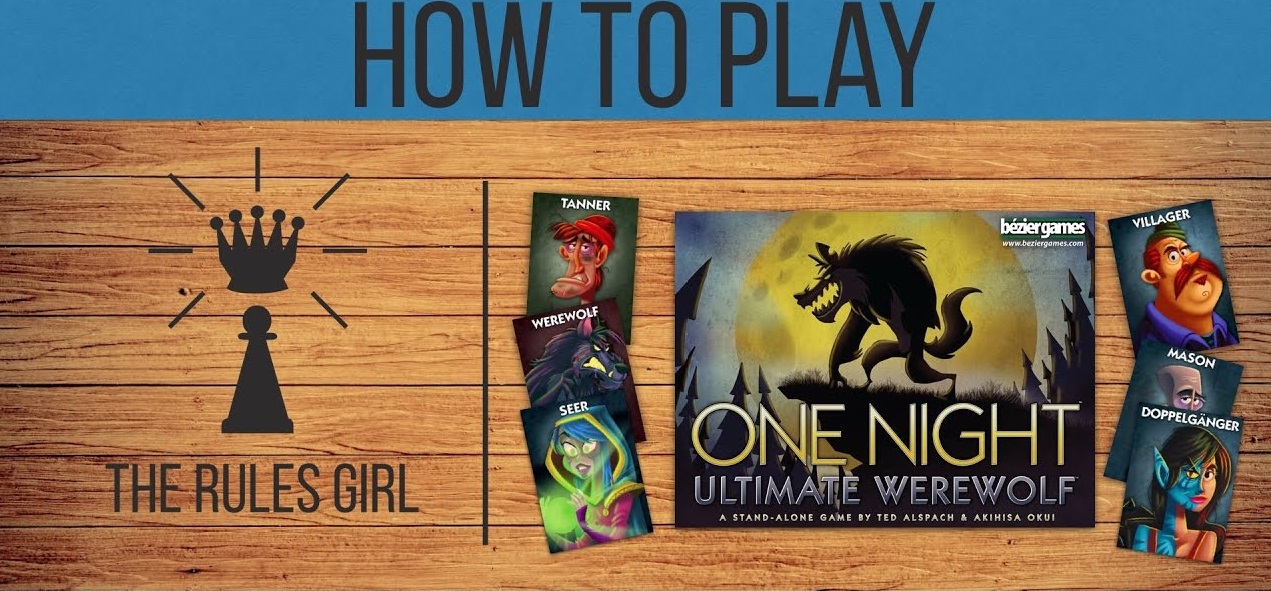 HOW TO PLAY
THE RULES GIRL
TANNER
WEREWOLF
SEER
béziergames
www.beziergames.com
ONE NIGHT
ULTIMATE WEREWOLF
A STAND-ALONE GAME BY TED ALSPACH & AKIHISA OKUI
VILLAGER
MASON
DOPPELGÄNGER